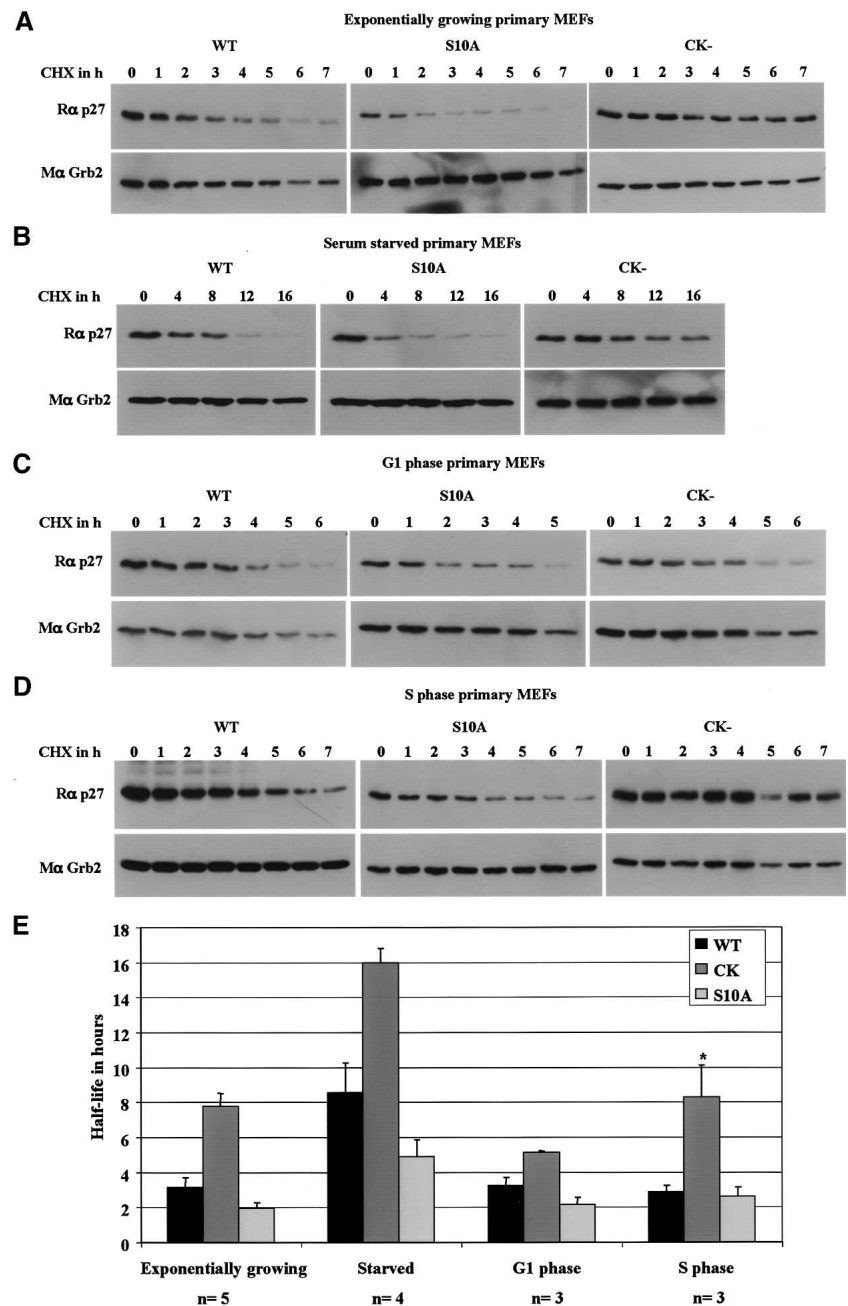 A
Exponentially growing primary MEFs
WT S10A CK-
CHX in h 0 1 2 3 4 5 6 7 0 1 2 3 4 5 6 7 0 1 2 3 4 5 6 7
Rα p27
Mα Grb2
B
Serum starved primary MEFs
WT S10A CK-
CHX in h 0 4 8 12 16 0 4 8 12 16 0 4 8 12 16
Rα p27
Mα Grb2
C
G1 phase primary MEFs
WT S10A CK-
CHX in h 0 1 2 3 4 5 6 0 1 2 3 4 5 0 1 2 3 4 5 6
Rα p27
Mα Grb2
D
S phase primary MEFs
WT S10A CK-
CHX in h 0 1 2 3 4 5 6 7 0 1 2 3 4 5 6 7 0 1 2 3 4 5 6 7
Rα p27
Mα Grb2
E
Half-life in hours
18
16
14
12
10
8
6
4
2
0
WT
CK
S10A
*
Exponentially growing Starved G1 phase S phase
n= 5 n= 4 n= 3 n= 3